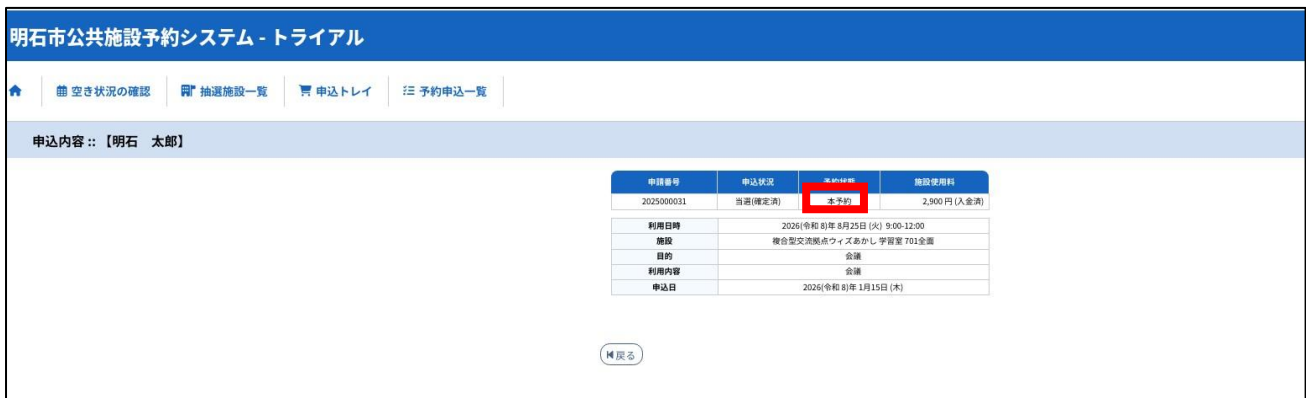 明石市公共施設予約システム - トライアル
空き状況の確認 抽選施設一覧 申込トレイ 予約申込一覧
申込内容 :: 【明石 太郎】
申請番号 申込状況 予約状態 施設使用料
2025000031 当選(確定済) 本予約 2,900 円 (入金済)
利用日時 2026(令和 8)年 8月25日 (火) 9:00-12:00
施設 複合型交流拠点ウィズあかし 学習室 701全面
目的 会議
利用内容 会議
申込日 2026(令和 8)年 1月15日 (木)
戻る